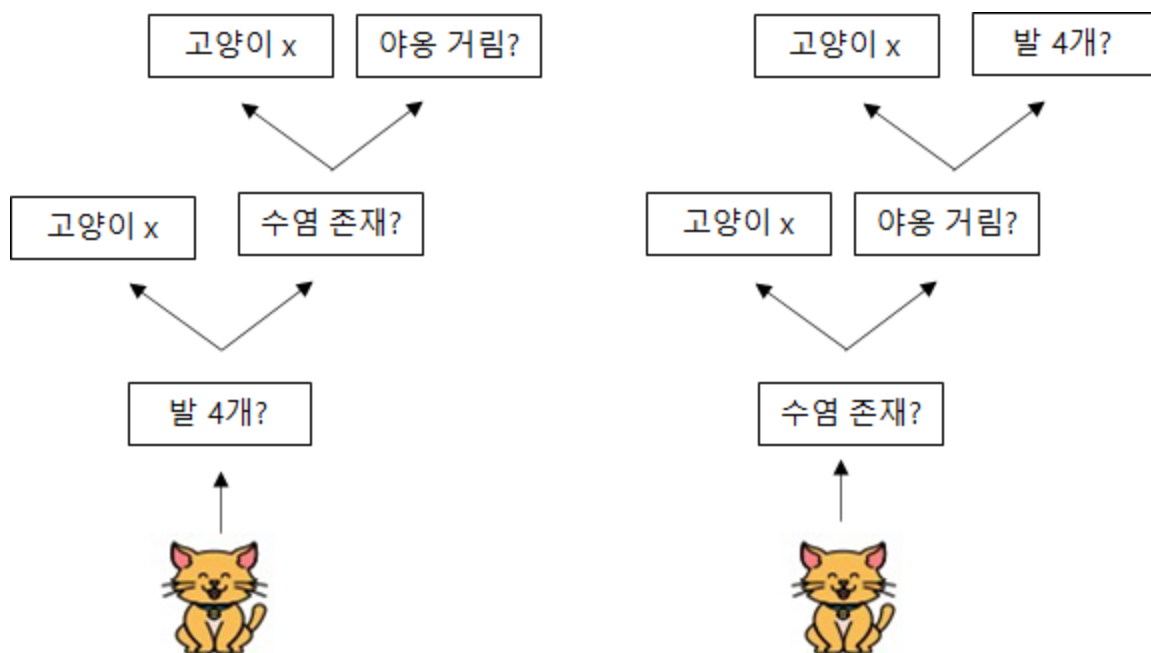 고양이 x
야옹 거림?
고양이 x
발 4개?
고양이 x
수염 존재?
고양이 x
야옹 거림?
발 4개?
수염 존재?